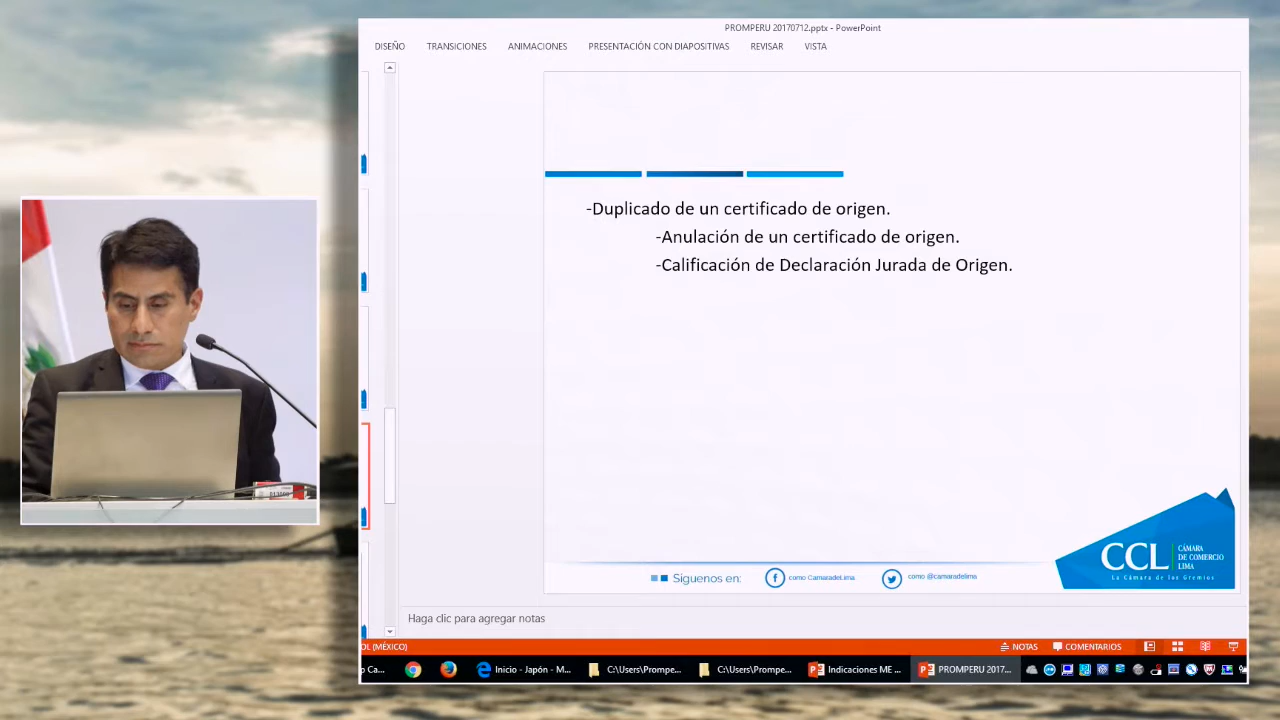 PROMPERU 20170712.pptx - PowerPoint
DISEÑO TRANSICIONES ANIMACIONES PRESENTACIÓN CON DIAPOSITIVAS REVISAR VISTA
-Duplicado de un certificado de origen.
-Anulación de un certificado de origen.
-Calificación de Declaración Jurada de Origen.
CCL CÁMARA
DE COMERCIO
LIMA
La Cámara de los Gremios
Síguenos en: como CamaradeLima como @camaradelima
Haga clic para agregar notas
OL (MÉXICO) NOTAS COMENTARIOS
Ca... Inicio - Japón - M... C:\Users\Prompe... C:\Users\Prompe... Indicaciones ME ... PROMPERU 2017...